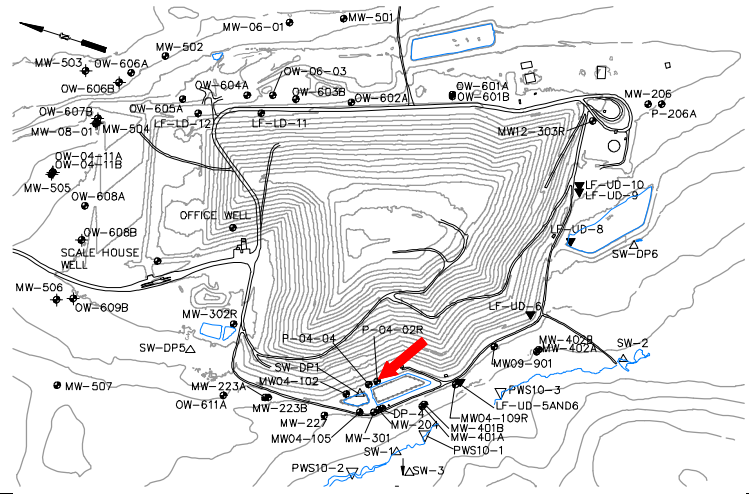 MW-06-01
MW-501
MW-502
MW-503
OW-606A
OW-606B
OW-604A
OW-06-03
OW-603B
OW-602A
OW-601A
OW-601B
MW-206
P-206A
OW-605A
LF-LD-12
LF-LD-11
OW-607B
MW-08-01
MW-504
MW12-303R
OW-04-11A
OW-04-11B
MW-505
OW-608A
LF-UD-10
LF-UD-9
OFFICE WELL
LF-UD-8
OW-608B
SW-DP6
SCALE HOUSE
WELL
MW-506
OW-609B
MW-302R
LF-UD-6
P-04-04
P-04-02R
SW-DP5
MW-402B
MW-402A
SW-2
MW09-901
SW-DP1
MW04-102
MW-507
MW-223A
PWS10-3
OW-611A
MW-223B
LF-UD-5AND6
MW-227
DP-4
MW04-109R
MW-204
MW-401B
MW04-105
MW-301
MW-401A
SW-1
PWS10-1
PWS10-2
SW-3